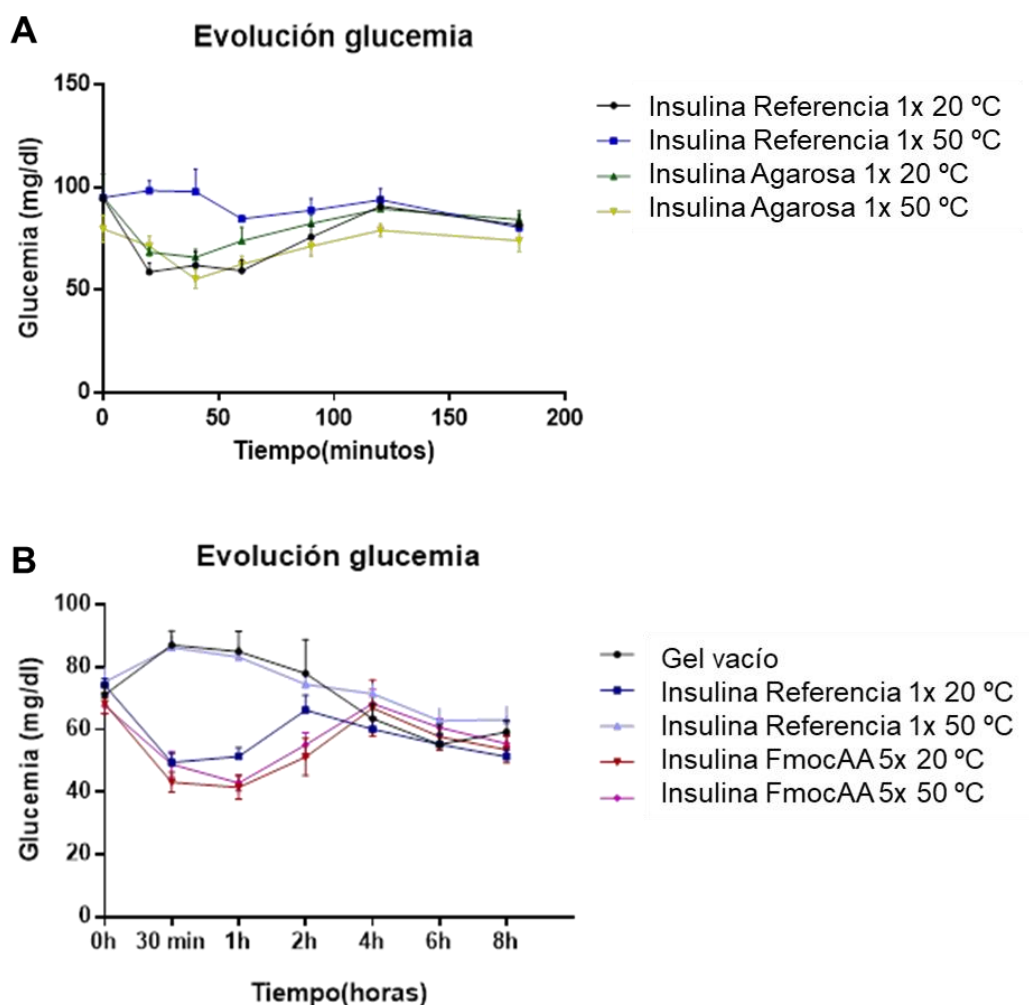 A
Evolución glucemia
150
100
50
0
Glucemia (mg/dl)
0
50
100
150
200
Tiempo(minutos)
Insulina Referencia 1x 20 ºC
Insulina Referencia 1x 50 ºC
Insulina Agarosa 1x 20 ºC
Insulina Agarosa 1x 50 ºC
B
Evolución glucemia
100
80
60
40
20
0
Glucemia (mg/dl)
0h
30 min
1h
2h
4h
6h
8h
Tiempo(horas)
Gel vacío
Insulina Referencia 1x 20 ºC
Insulina Referencia 1x 50 ºC
Insulina FmocAA 5x 20 ºC
Insulina FmocAA 5x 50 ºC